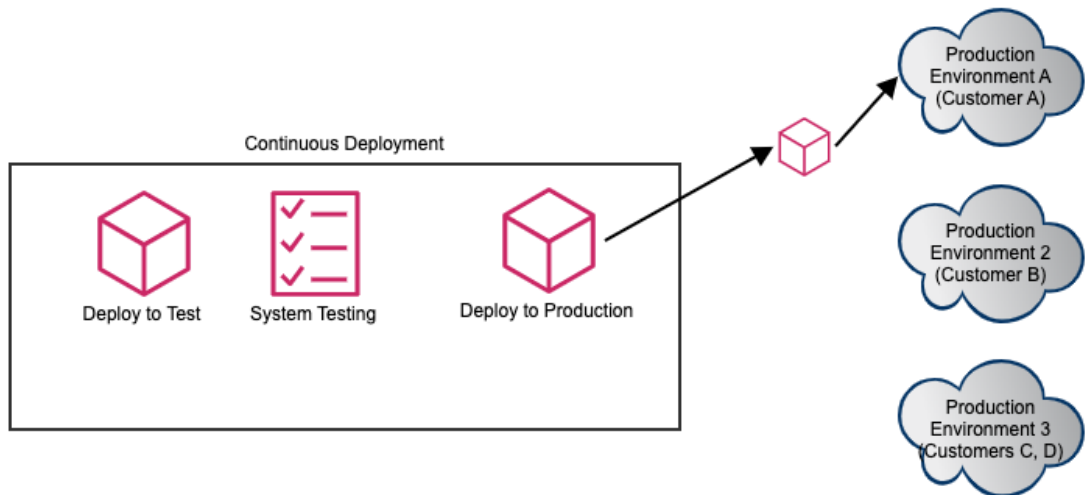 Production
Environment A
(Customer A)
Continuous Deployment
Deploy to Test
System Testing
Deploy to Production
Production
Environment 2
(Customer B)
Production
Environment 3
(Customers C, D)